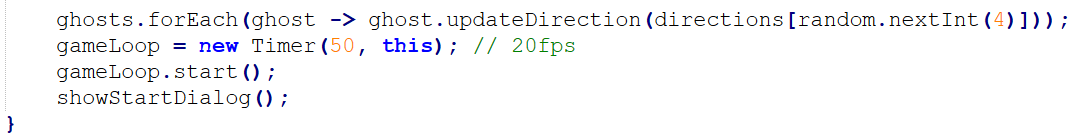 ghosts.forEach(ghost -> ghost.updateDirection(directions[random.nextInt(4)]));
gameLoop = new Timer(50, this); // 20fps
gameLoop.start();
showStartDialog();
}